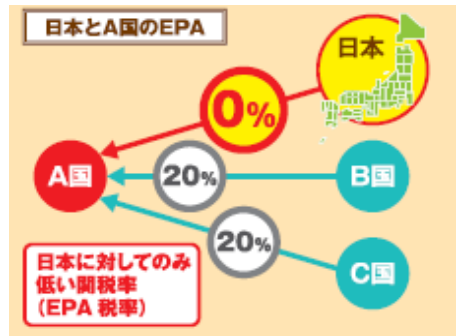 日本とA国のEPA
日本
0%
A国
20%
B国
20%
C国
日本に対してのみ
低い関税率
(EPA 税率)